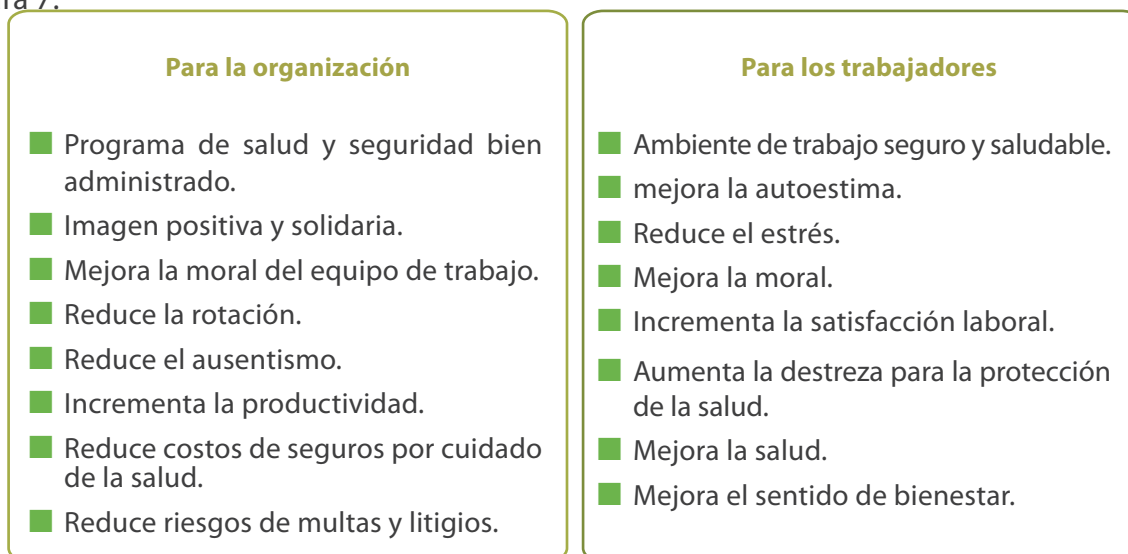 Para la organización
Programa de salud y seguridad bien
administrado.
Imagen positiva y solidaria.
Mejora la moral del equipo de trabajo.
Reduce la rotación.
Reduce el ausentismo.
Incrementa la productividad.
Reduce costos de seguros por cuidado
de la salud.
Reduce riesgos de multas y litigios.
Para los trabajadores
Ambiente de trabajo seguro y saludable.
mejora la autoestima.
Reduce el estrés.
Mejora la moral.
Incrementa la satisfacción laboral.
Aumenta la destreza para la protección
de la salud.
Mejora la salud.
Mejora el sentido de bienestar.